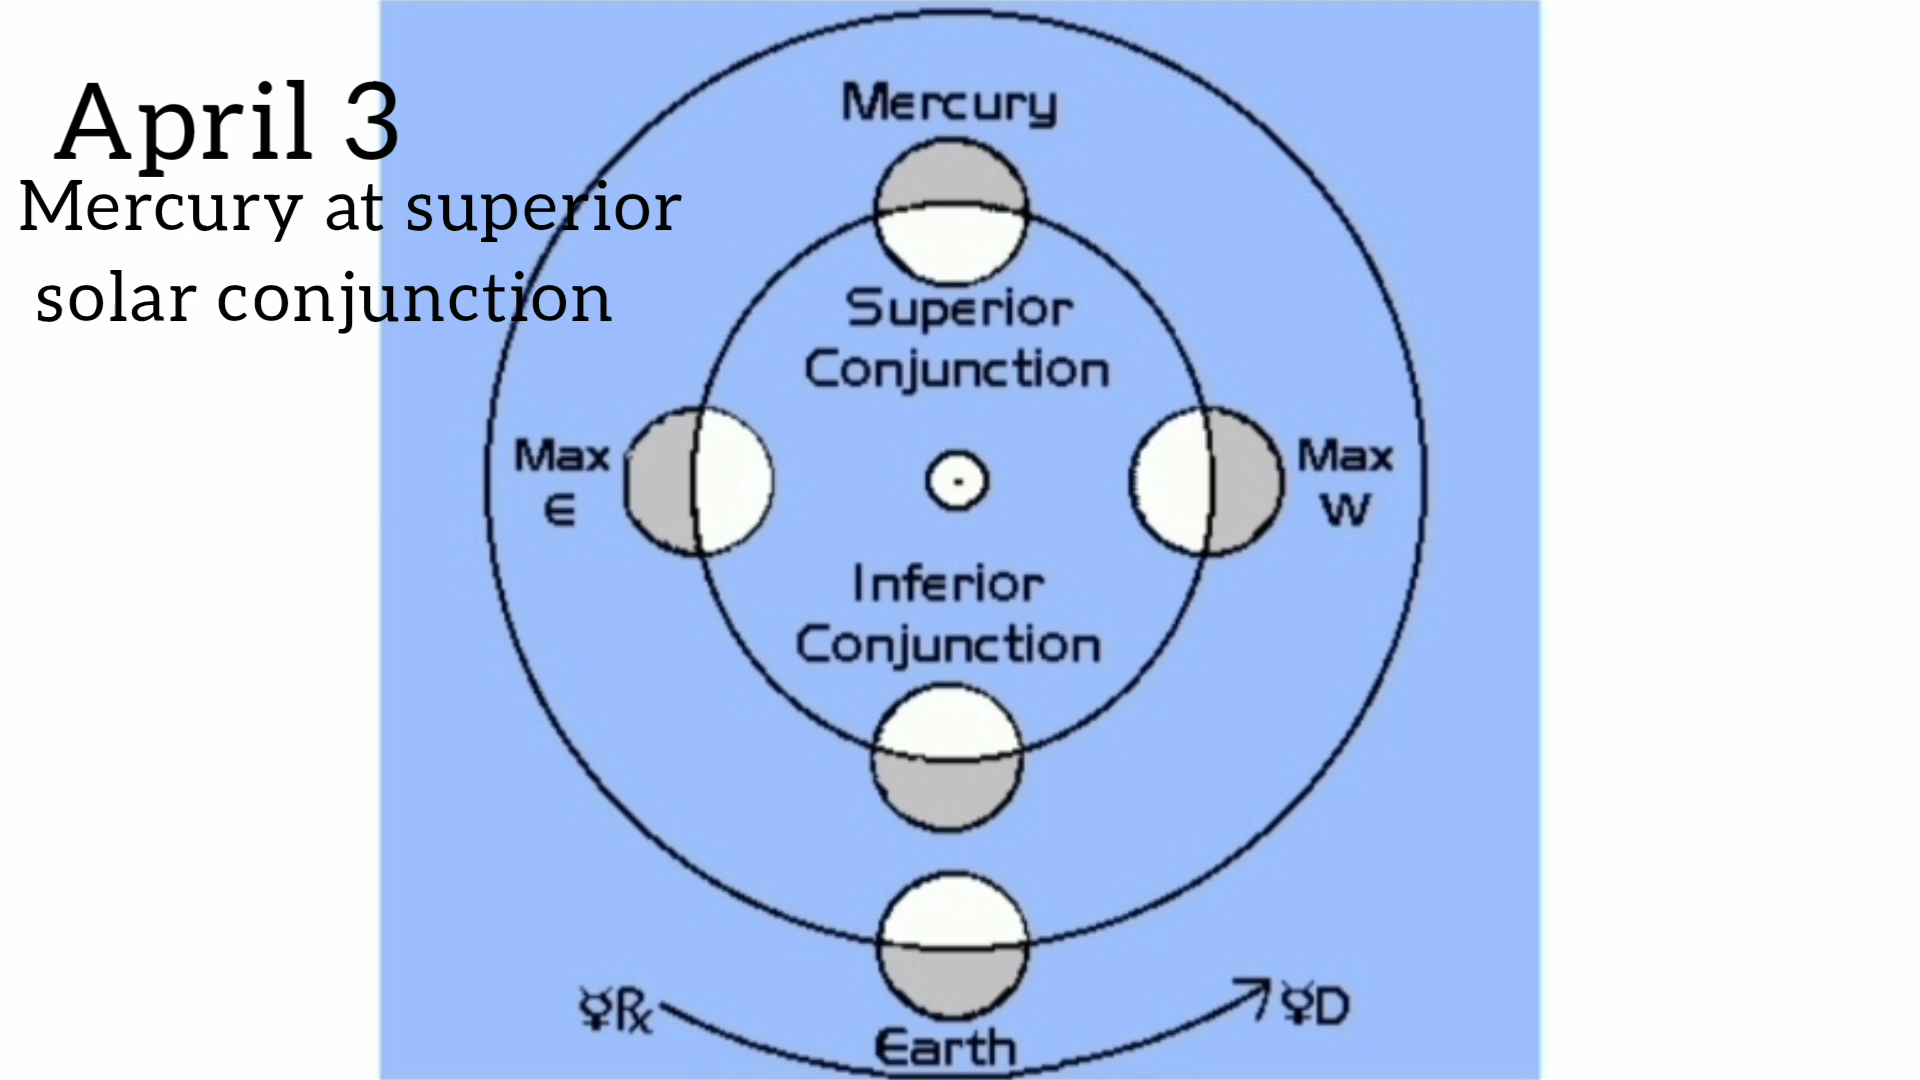 April 3
Mercury at superior
solar conjunction
Mercury
Superior
Conjunction
Max
E
Max
W
Inferior
Conjunction
☿℞
☿D
Earth